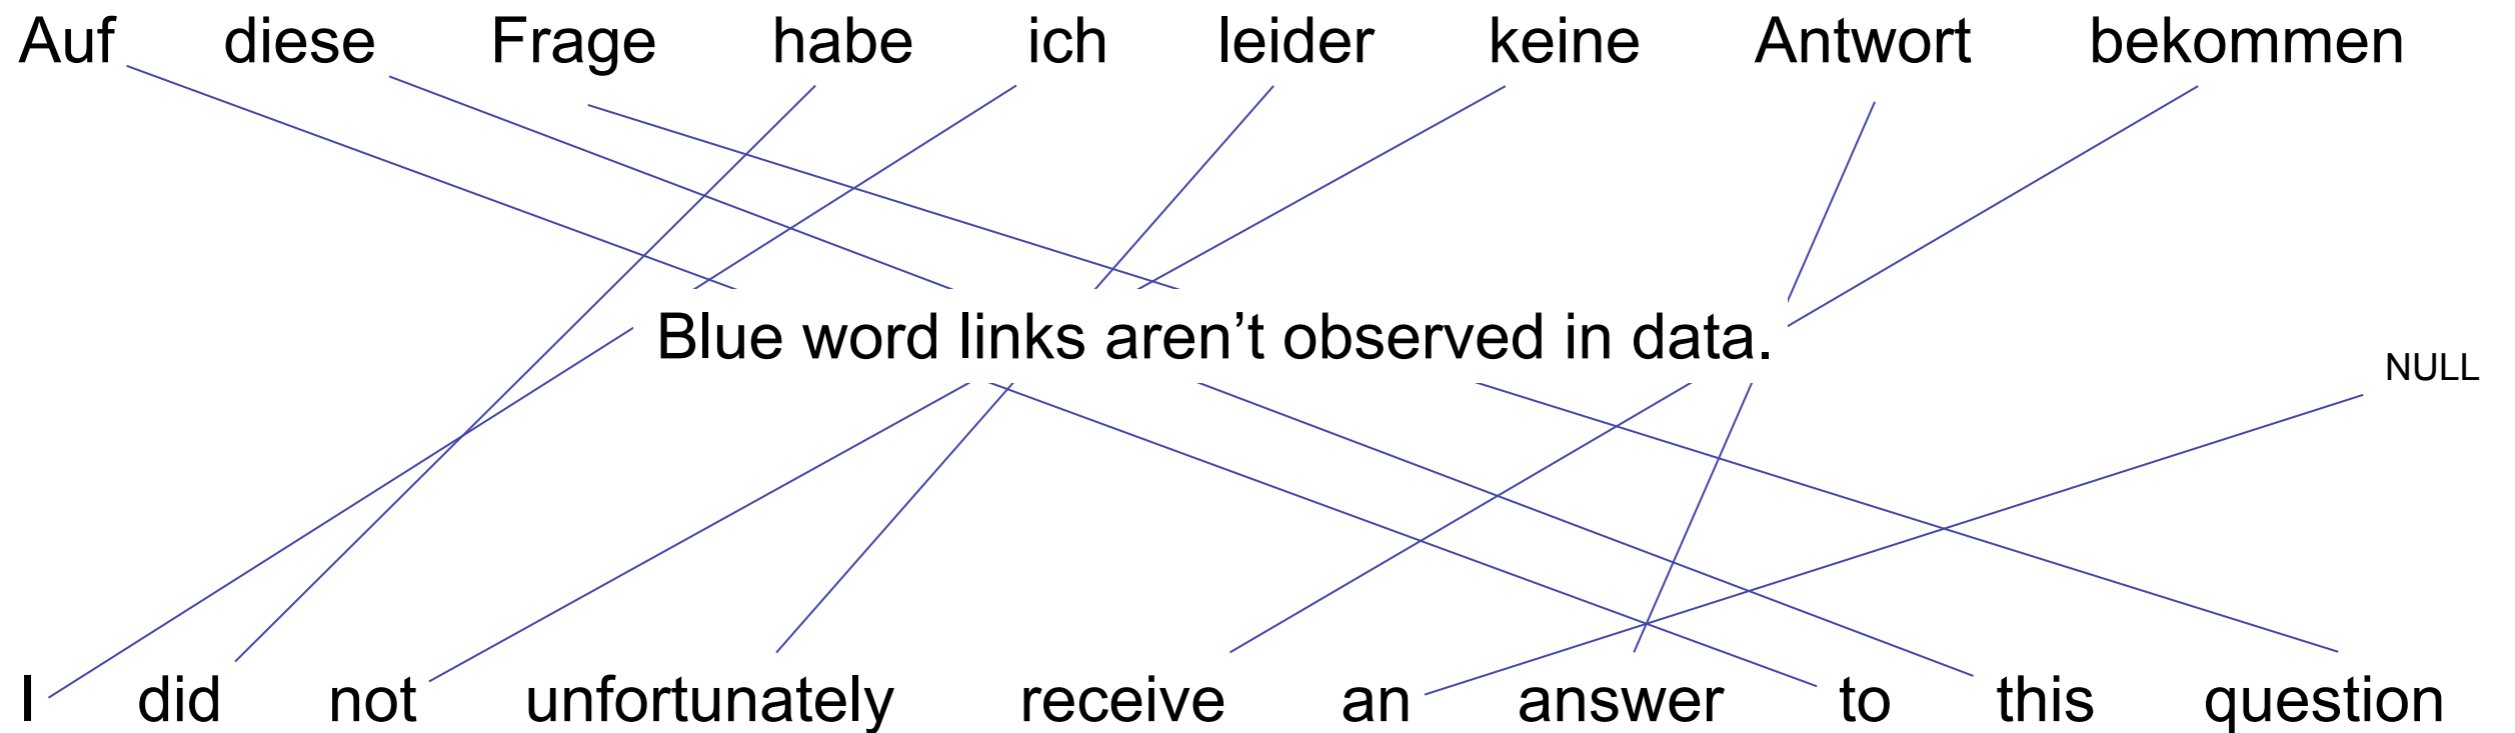 Auf diese Frage habe ich leider keine Antwort bekommen
Blue word links aren’t observed in data.
NULL
I did not unfortunately receive an answer to this question